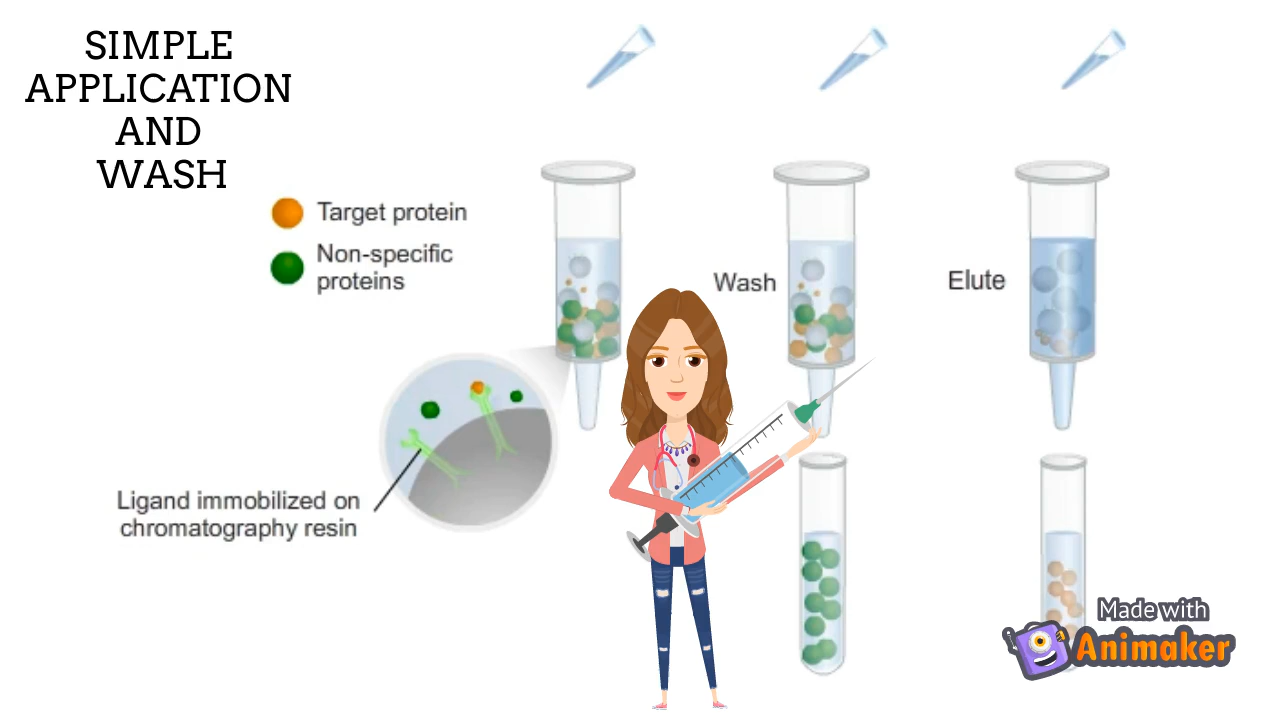 SIMPLE
APPLICATION
AND
WASH
Target protein
Non-specific
proteins
Wash
Elute
Ligand immobilized on
chromatography resin
Made with
Animaker